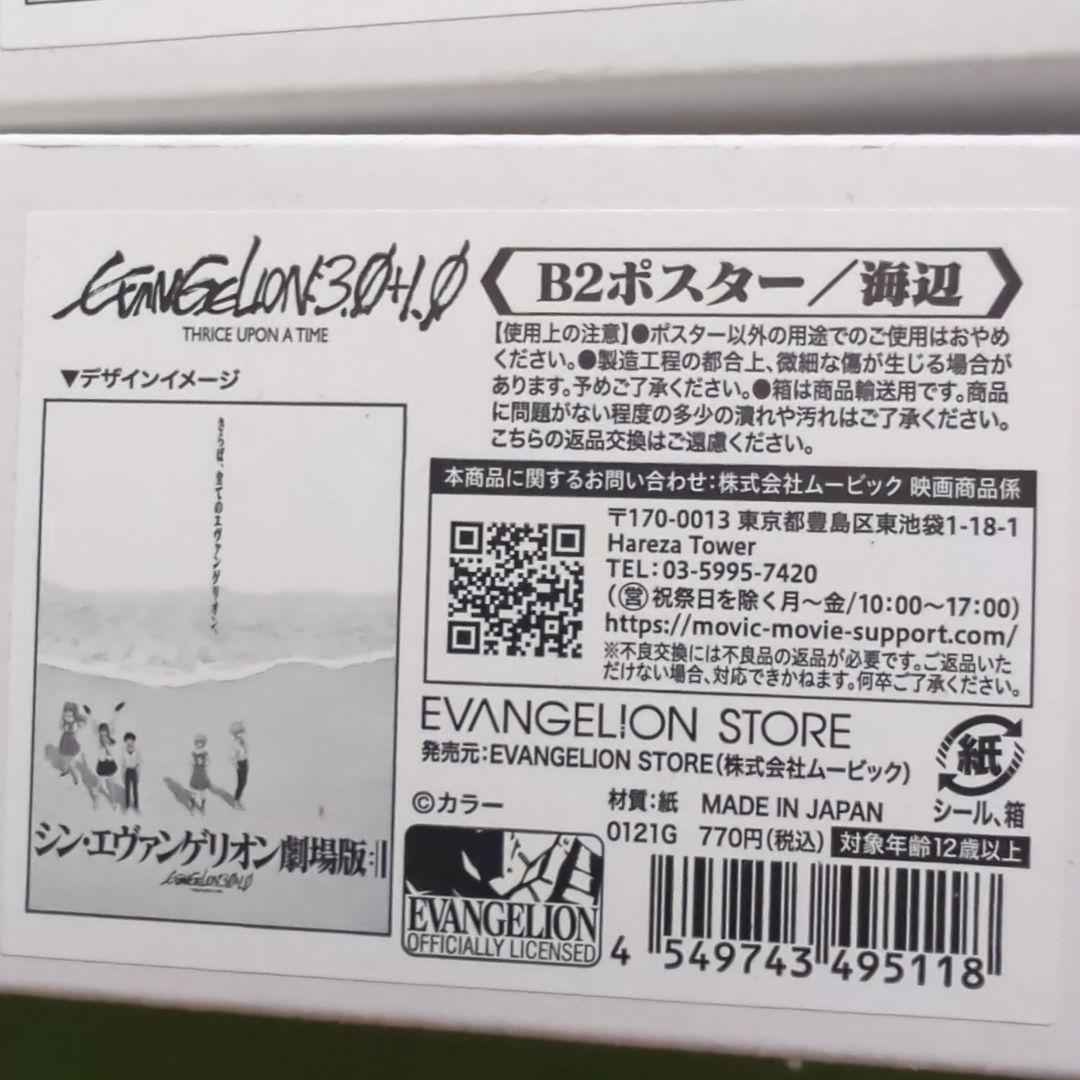 EVANGELION:3.0+1.0
THRICE UPON A TIME
▼デザインイメージ
さらば、全てのエヴァンゲリオン。
シン・エヴァンゲリオン劇場版:||
EVANGELION:3.0+1.0
B2ポスター／海辺
【使用上の注意】●ポスター以外の用途でのご使用はおやめ
ください。●製造工程の都合上、微細な傷が生じる場合が
あります。予めご了承ください。●箱は商品輸送用です。商品
に問題がない程度の多少の潰れや汚れはご了承ください。
こちらの返品交換はご遠慮ください。
本商品に関するお問い合わせ：株式会社ムービック 映画商品係
〒170-0013 東京都豊島区東池袋1-18-1
Hareza Tower
TEL：03-5995-7420
（㊡祝祭日を除く月〜金/10：00〜17：00）
https://movic-movie-support.com/
※不良交換には不良品の返品が必要です。ご返品いた
だけない場合、対応できかねます。何卒ご了承ください。
EVANGELION STORE
発売元：EVANGELION STORE（株式会社ムービック）
©カラー
材質：紙 MADE IN JAPAN
0121G 770円（税込） 対象年齢12歳以上
紙
シール、箱
EVANGELION
OFFICIALLY LICENSED
4 549743 495118